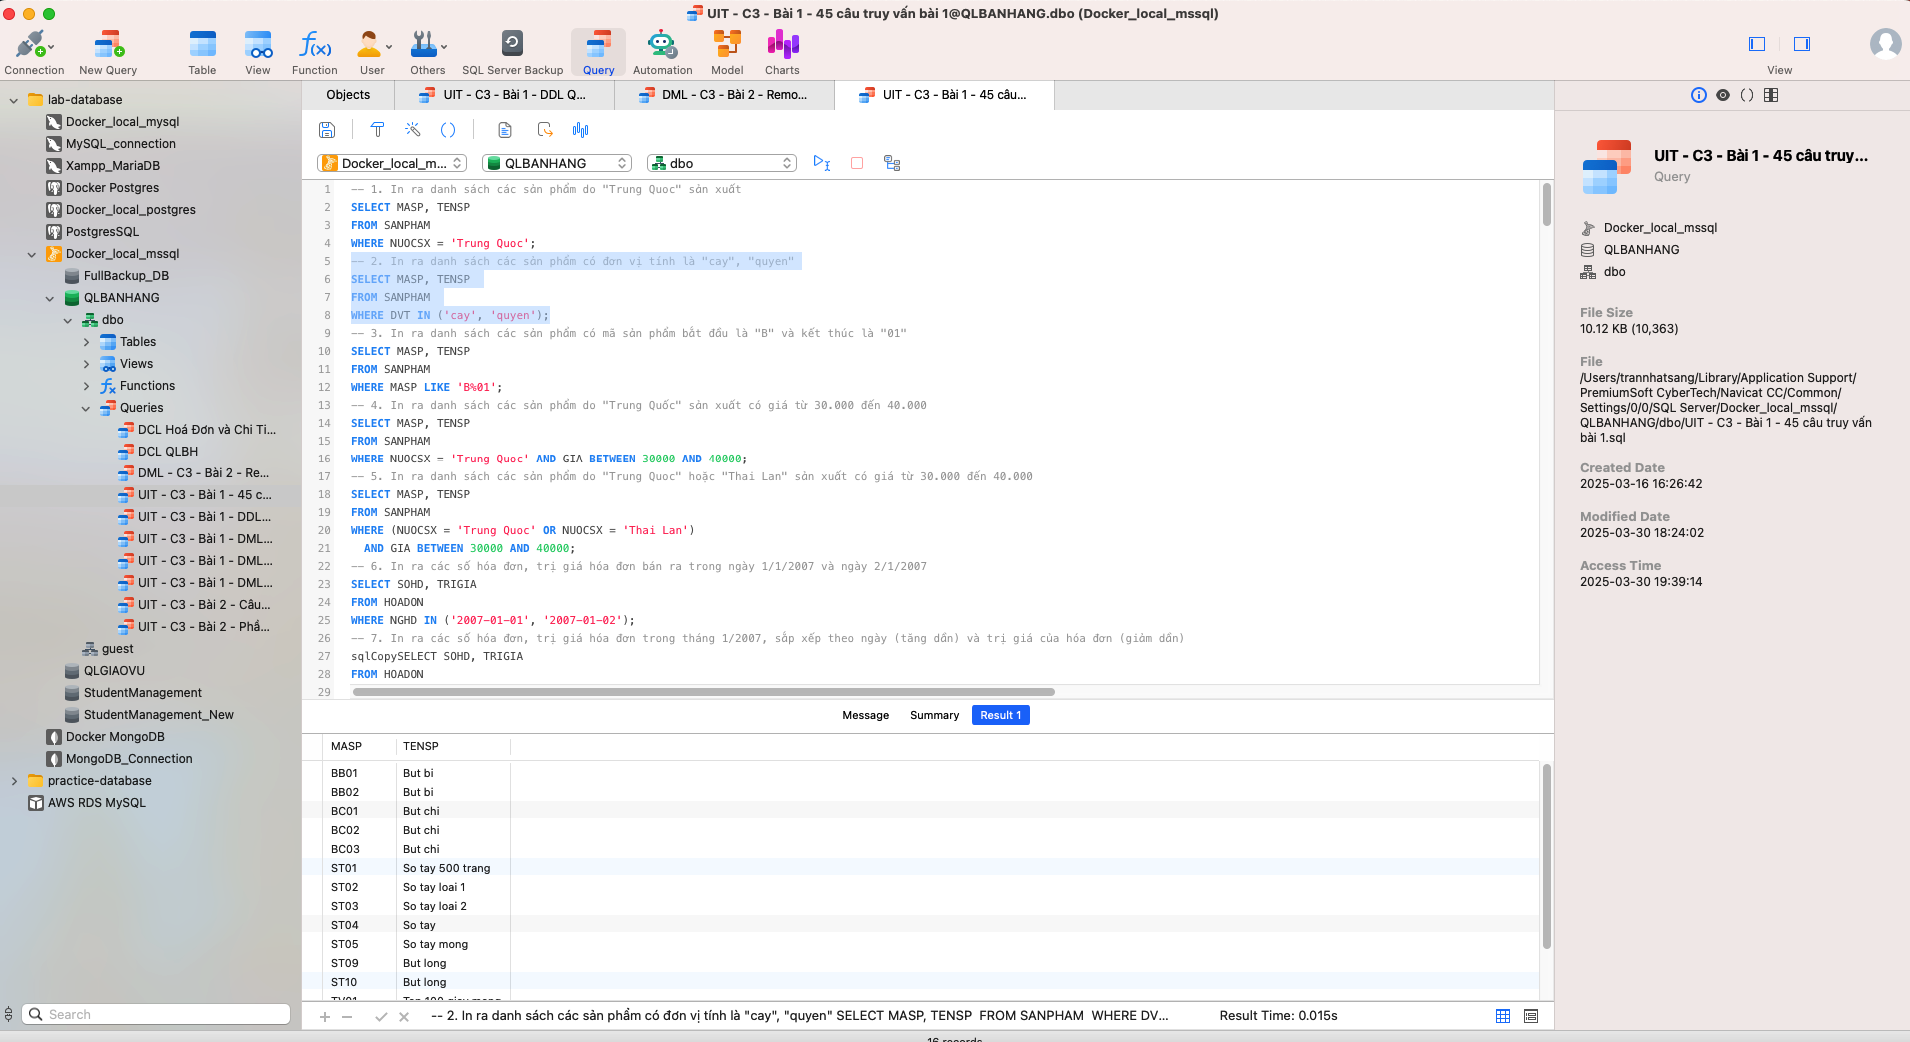 UIT - C3 - Bài 1 - 45 câu truy vấn bài 1@QLBANHANG.dbo (Docker_local_mssql)
Connection
New Query
Table
View
Function
User
Others
SQL Server Backup
Query
Automation
Model
Charts
View
lab-database
Docker_local_mysql
MySQL_connection
Xampp_MariaDB
Docker Postgres
Docker_local_postgres
PostgresSQL
Docker_local_mssql
FullBackup_DB
QLBANHANG
dbo
Tables
Views
Functions
Queries
DCL Hoá Đơn và Chi Ti...
DCL QLBH
DML - C3 - Bài 2 - Re...
UIT - C3 - Bài 1 - 45 c...
UIT - C3 - Bài 1 - DDL...
UIT - C3 - Bài 1 - DML...
UIT - C3 - Bài 1 - DML...
UIT - C3 - Bài 1 - DML...
UIT - C3 - Bài 2 - Câu...
UIT - C3 - Bài 2 - Phầ...
guest
QLGIAOVU
StudentManagement
StudentManagement_New
Docker MongoDB
MongoDB_Connection
practice-database
AWS RDS MySQL
Search
Objects
UIT - C3 - Bài 1 - DDL Q...
DML - C3 - Bài 2 - Remo...
UIT - C3 - Bài 1 - 45 câu...
Docker_local_m...
QLBANHANG
dbo
1 -- 1. In ra danh sách các sản phẩm do "Trung Quoc" sản xuất
2 SELECT MASP, TENSP
3 FROM SANPHAM
4 WHERE NUOCSX = 'Trung Quoc';
5 -- 2. In ra danh sách các sản phẩm có đơn vị tính là "cay", "quyen"
6 SELECT MASP, TENSP
7 FROM SANPHAM
8 WHERE DVT IN ('cay', 'quyen');
9 -- 3. In ra danh sách các sản phẩm có mã sản phẩm bắt đầu là "B" và kết thúc là "01"
10 SELECT MASP, TENSP
11 FROM SANPHAM
12 WHERE MASP LIKE 'B%01';
13 -- 4. In ra danh sách các sản phẩm do "Trung Quốc" sản xuất có giá từ 30.000 đến 40.000
14 SELECT MASP, TENSP
15 FROM SANPHAM
16 WHERE NUOCSX = 'Trung Quoc' AND GIA BETWEEN 30000 AND 40000;
17 -- 5. In ra danh sách các sản phẩm do "Trung Quoc" hoặc "Thai Lan" sản xuất có giá từ 30.000 đến 40.000
18 SELECT MASP, TENSP
19 FROM SANPHAM
20 WHERE (NUOCSX = 'Trung Quoc' OR NUOCSX = 'Thai Lan')
21 AND GIA BETWEEN 30000 AND 40000;
22 -- 6. In ra các số hóa đơn, trị giá hóa đơn bán ra trong ngày 1/1/2007 và ngày 2/1/2007
23 SELECT SOHD, TRIGIA
24 FROM HOADON
25 WHERE NGHD IN ('2007-01-01', '2007-01-02');
26 -- 7. In ra các số hóa đơn, trị giá hóa đơn trong tháng 1/2007, sắp xếp theo ngày (tăng dần) và trị giá của hóa đơn (giảm dần)
27 sqlCopySELECT SOHD, TRIGIA
28 FROM HOADON
29
Message
Summary
Result 1
MASP TENSP
BB01 But bi
BB02 But bi
BC01 But chi
BC02 But chi
BC03 But chi
ST01 So tay 500 trang
ST02 So tay loai 1
ST03 So tay loai 2
ST04 So tay
ST05 So tay mong
ST09 But long
ST10 But long
TV01 Tap 100 giay mong
-- 2. In ra danh sách các sản phẩm có đơn vị tính là "cay", "quyen" SELECT MASP, TENSP FROM SANPHAM WHERE DV...
Result Time: 0.015s
16 records
UIT - C3 - Bài 1 - 45 câu truy...
Query
Docker_local_mssql
QLBANHANG
dbo
File Size
10.12 KB (10,363)
File
/Users/trannhatsang/Library/Application Support/
PremiumSoft CyberTech/Navicat CC/Common/
Settings/0/0/SQL Server/Docker_local_mssql/
QLBANHANG/dbo/UIT - C3 - Bài 1 - 45 câu truy vấn
bài 1.sql
Created Date
2025-03-16 16:26:42
Modified Date
2025-03-30 18:24:02
Access Time
2025-03-30 19:39:14